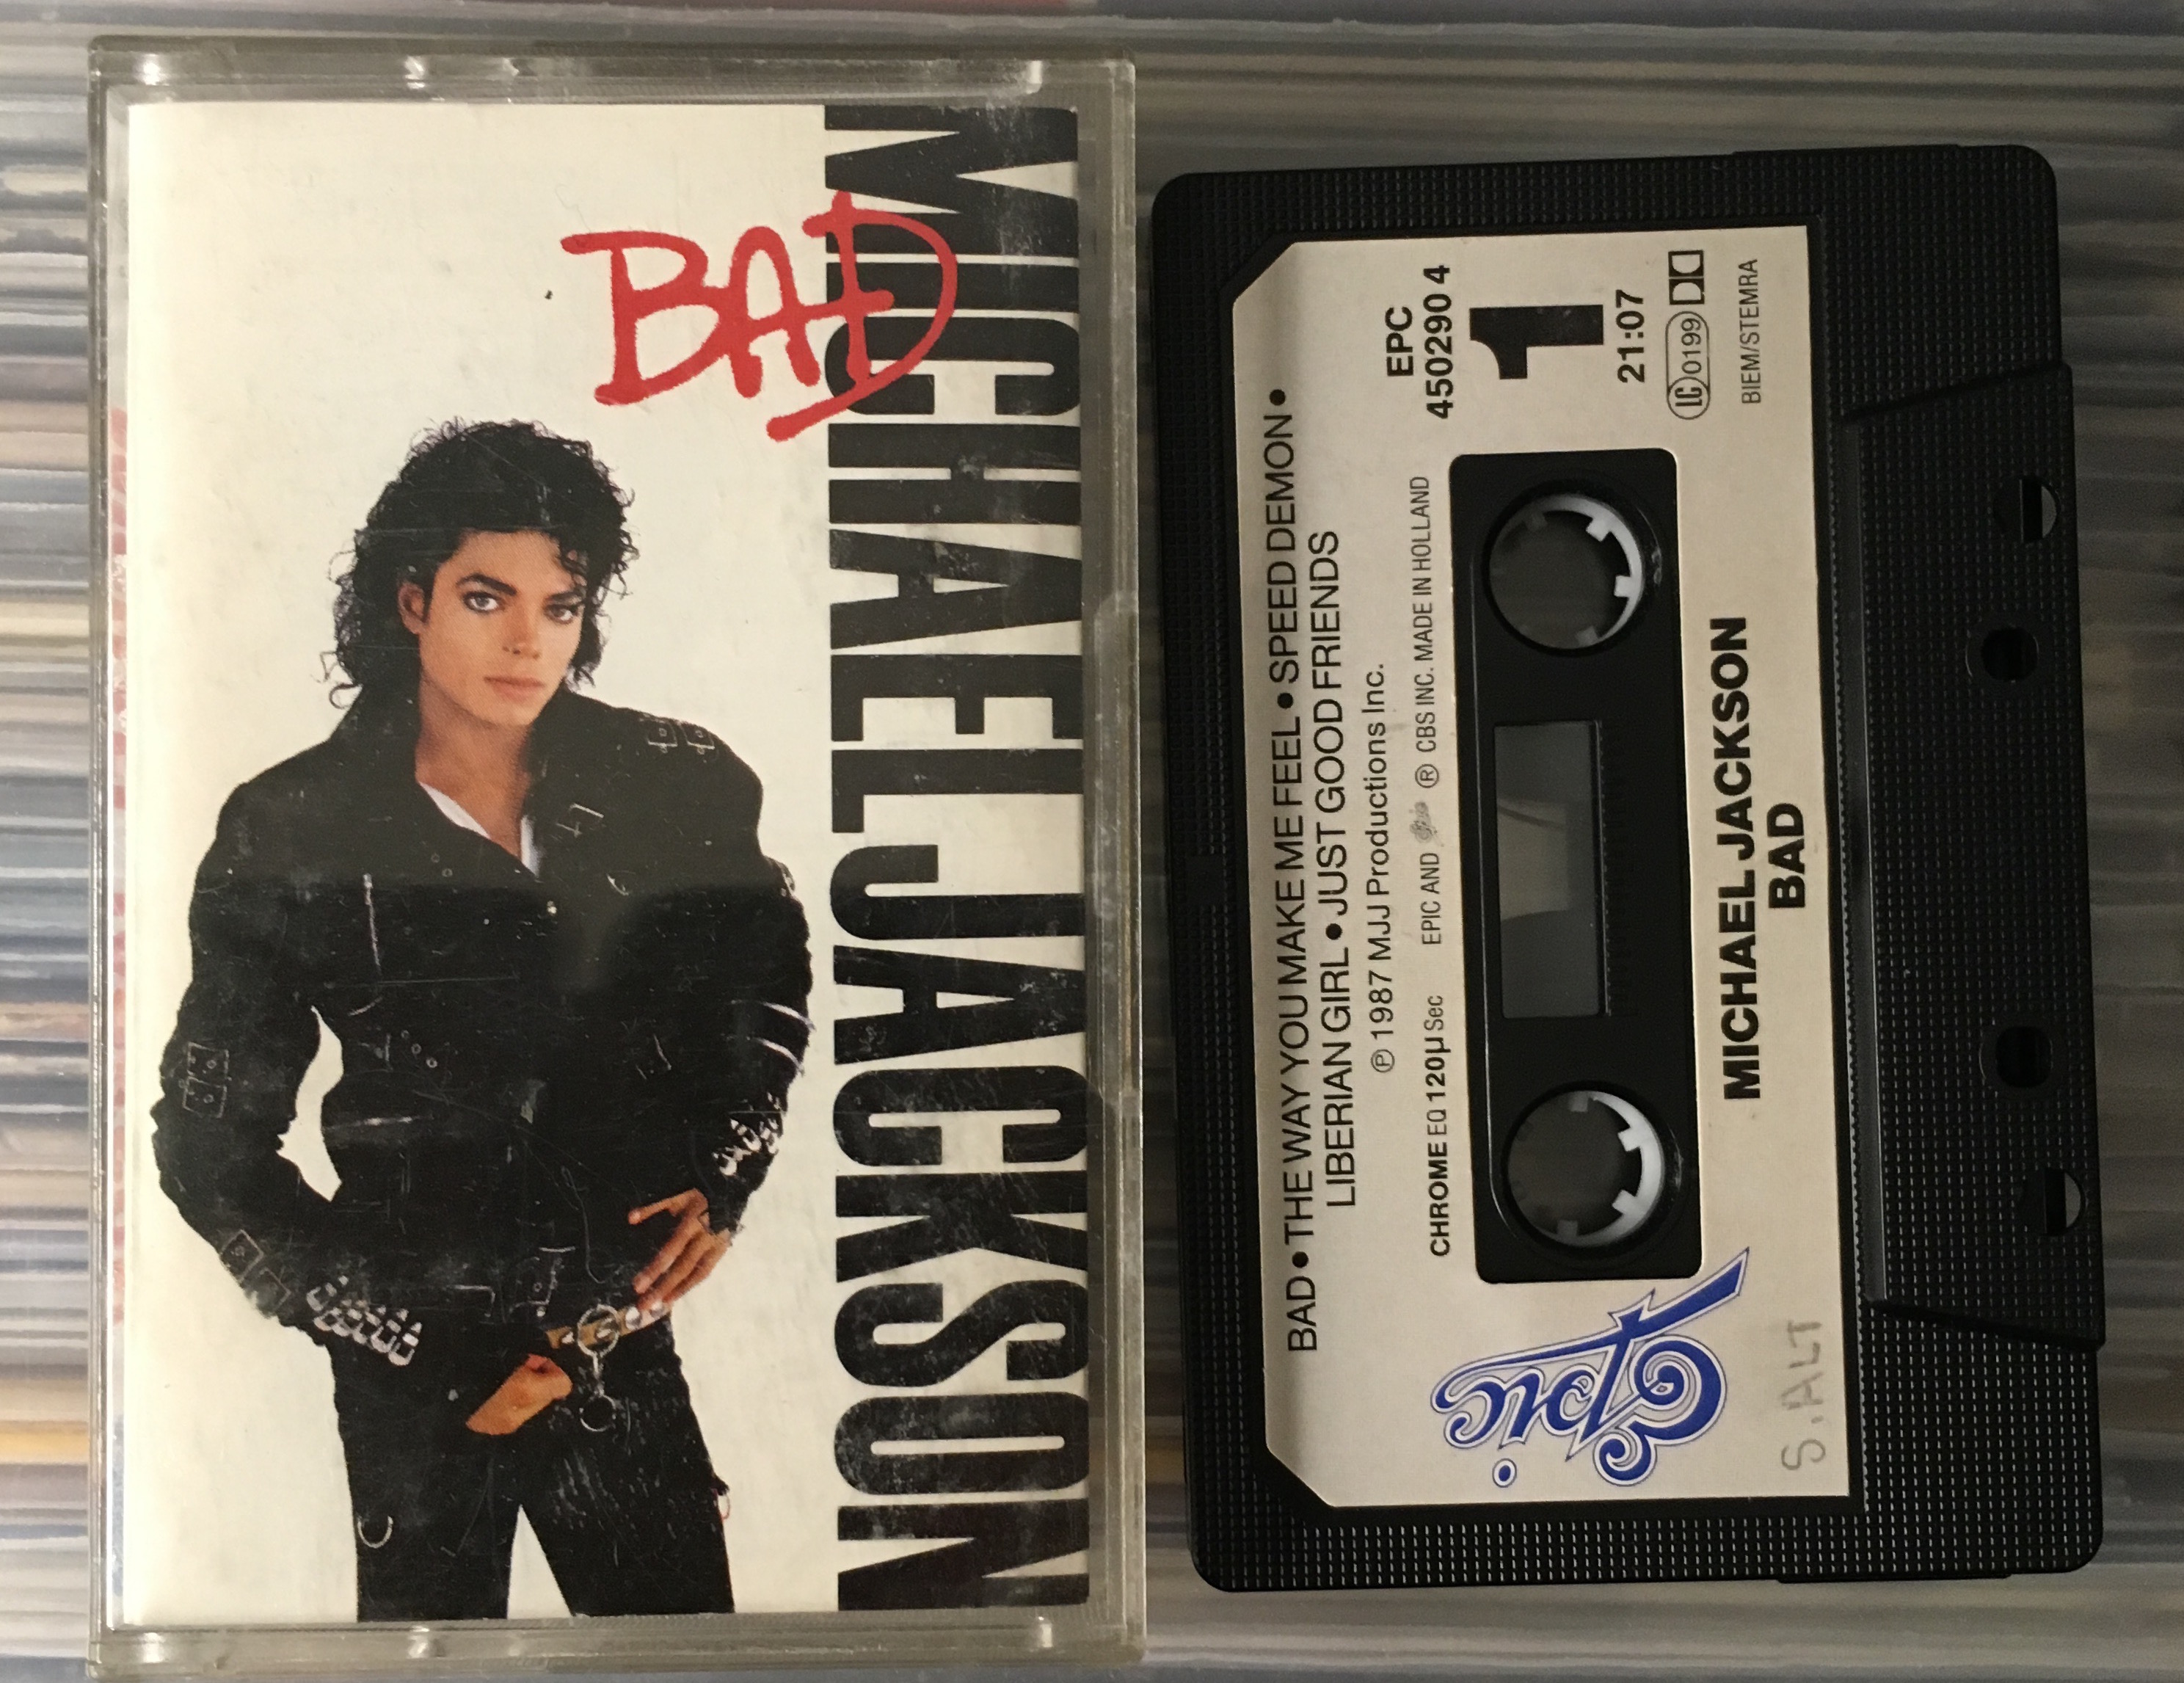 BAD
MICHAEL JACKSON
BAD • THE WAY YOU MAKE ME FEEL • SPEED DEMON •
LIBERIAN GIRL • JUST GOOD FRIENDS
℗ 1987 MJJ Productions Inc.
CHROME EQ 120µ Sec EPIC AND ® CBS INC. MADE IN HOLLAND
EPC
450290 4
1
21:07
LC 0199
BIEM/STEMRA
Epic
MICHAEL JACKSON
BAD
S.ALT